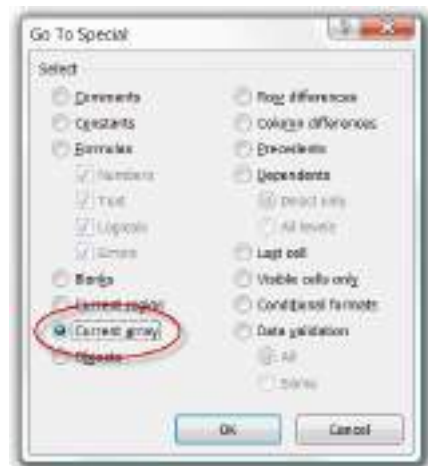 Go To Special
Select
Comments
Constants
Formulas
Numbers
Text
Logicals
Errors
Blanks
Current region
Current array
Objects
Row differences
Column differences
Precedents
Dependents
Direct only
All levels
Last cell
Visible cells only
Conditional formats
Data validation
All
Same
OK
Cancel